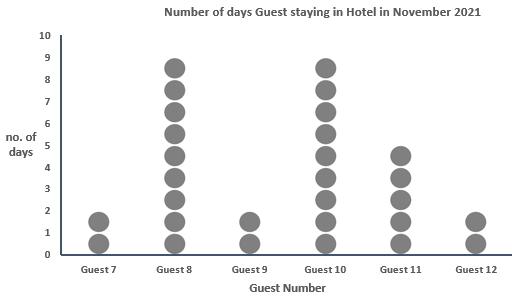 Number of days Guest staying in Hotel in November 2021
10
9
8
7
6
5
4
3
2
1
0
no. of
days
Guest 7 Guest 8 Guest 9 Guest 10 Guest 11 Guest 12
Guest Number